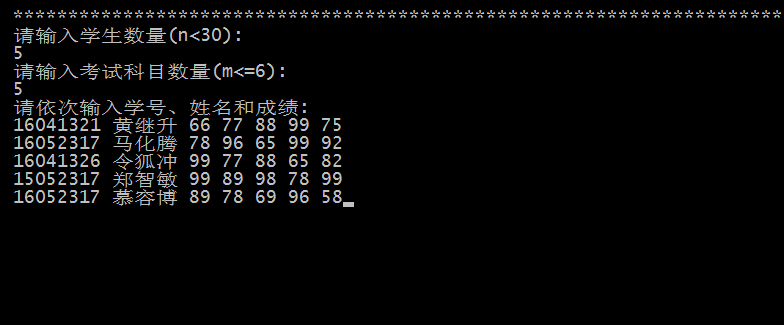 **********************************************************************
请输入学生数量(n<30):
5
请输入考试科目数量(m<=6):
5
请依次输入学号、姓名和成绩:
16041321 黄继升 66 77 88 99 75
16052317 马化腾 78 96 65 99 92
16041326 令狐冲 99 77 88 65 82
15052317 郑智敏 99 89 98 78 99
16052317 慕容博 89 78 69 96 58